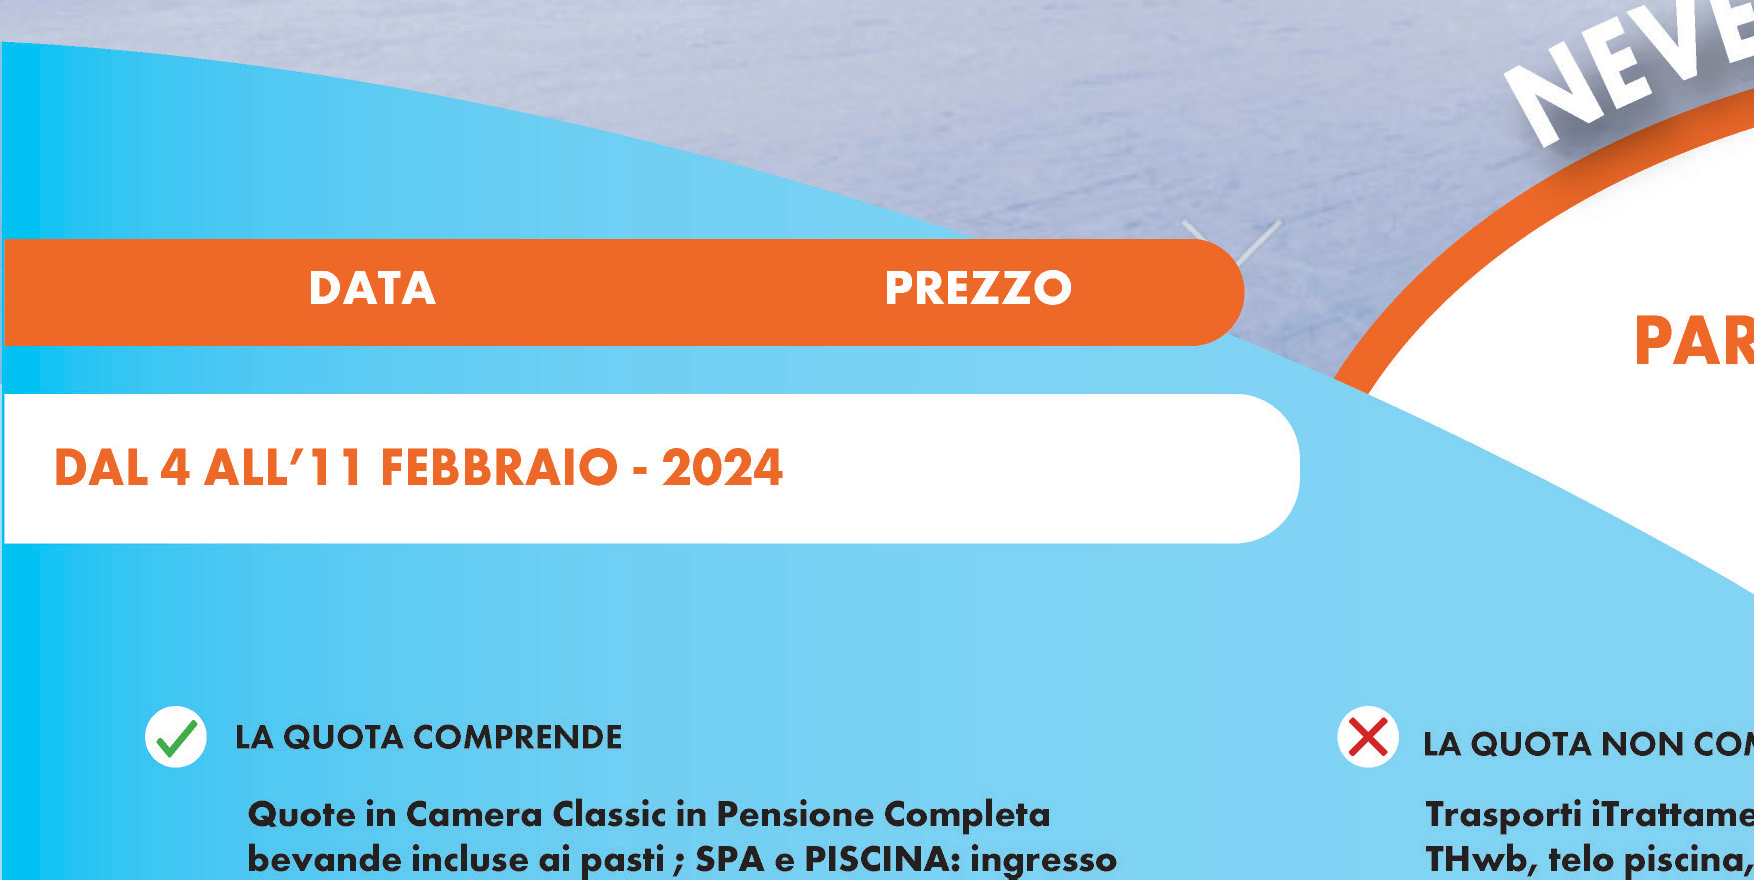 NEVE
DATA PREZZO
PAR
DAL 4 ALL’11 FEBBRAIO - 2024
LA QUOTA COMPRENDE
Quote in Camera Classic in Pensione Completa
bevande incluse ai pasti ; SPA e PISCINA: ingresso
LA QUOTA NON COM
Trasporti iTrattame
THwb, telo piscina,